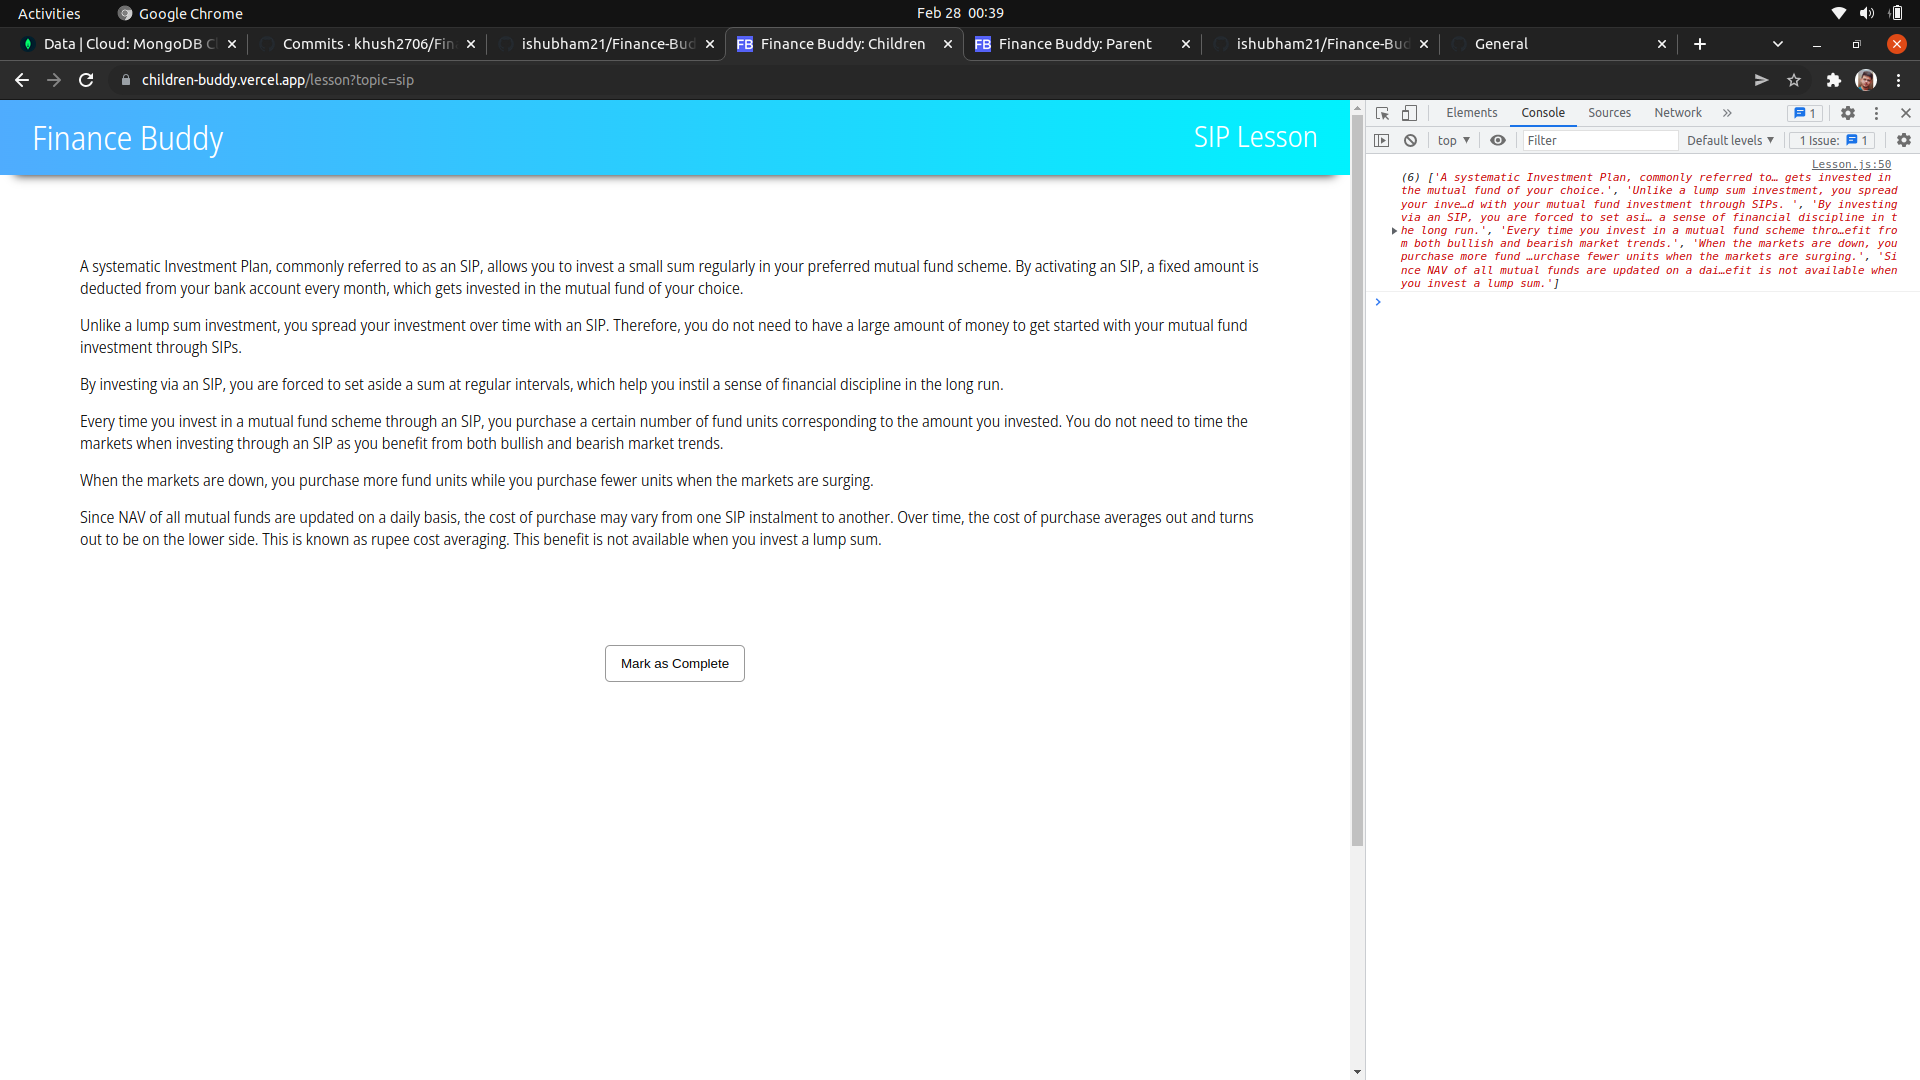 Activities Google Chrome Feb 28 00:39
Data | Cloud: MongoDB Cl Commits · khush2706/Fin ishubham21/Finance-Bud Finance Buddy: Children Finance Buddy: Parent ishubham21/Finance-Bud General
children-buddy.vercel.app/lesson?topic=sip
Finance Buddy SIP Lesson
A systematic Investment Plan, commonly referred to as an SIP, allows you to invest a small sum regularly in your preferred mutual fund scheme. By activating an SIP, a fixed amount is
deducted from your bank account every month, which gets invested in the mutual fund of your choice.
Unlike a lump sum investment, you spread your investment over time with an SIP. Therefore, you do not need to have a large amount of money to get started with your mutual fund
investment through SIPs.
By investing via an SIP, you are forced to set aside a sum at regular intervals, which help you instil a sense of financial discipline in the long run.
Every time you invest in a mutual fund scheme through an SIP, you purchase a certain number of fund units corresponding to the amount you invested. You do not need to time the
markets when investing through an SIP as you benefit from both bullish and bearish market trends.
When the markets are down, you purchase more fund units while you purchase fewer units when the markets are surging.
Since NAV of all mutual funds are updated on a daily basis, the cost of purchase may vary from one SIP instalment to another. Over time, the cost of purchase averages out and turns
out to be on the lower side. This is known as rupee cost averaging. This benefit is not available when you invest a lump sum.
Mark as Complete
Elements Console Sources Network » 1
top Filter Default levels 1 Issue: 1
Lesson.js:50
(6) ['A systematic Investment Plan, commonly referred to… gets invested in
the mutual fund of your choice.', 'Unlike a lump sum investment, you spread
your inve…d with your mutual fund investment through SIPs. ', 'By investing
via an SIP, you are forced to set asi… a sense of financial discipline in t
he long run.', 'Every time you invest in a mutual fund scheme thro…efit fro
m both bullish and bearish market trends.', 'When the markets are down, you
purchase more fund …urchase fewer units when the markets are surging.', 'Si
nce NAV of all mutual funds are updated on a dai…efit is not available when
you invest a lump sum.']